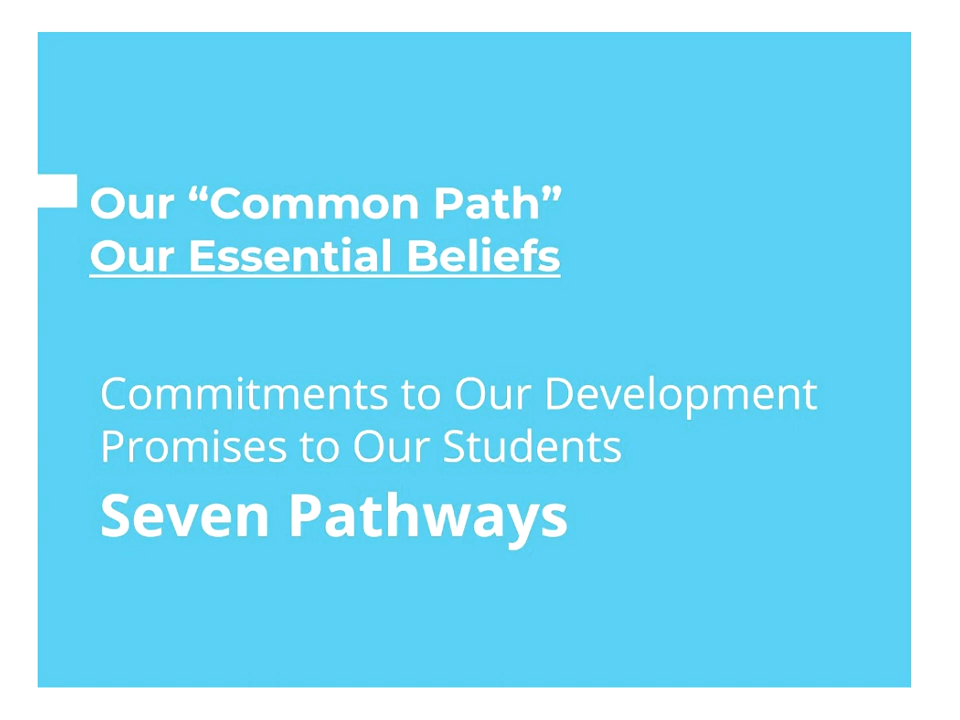 Our “Common Path”
Our Essential Beliefs
Commitments to Our Development
Promises to Our Students
Seven Pathways